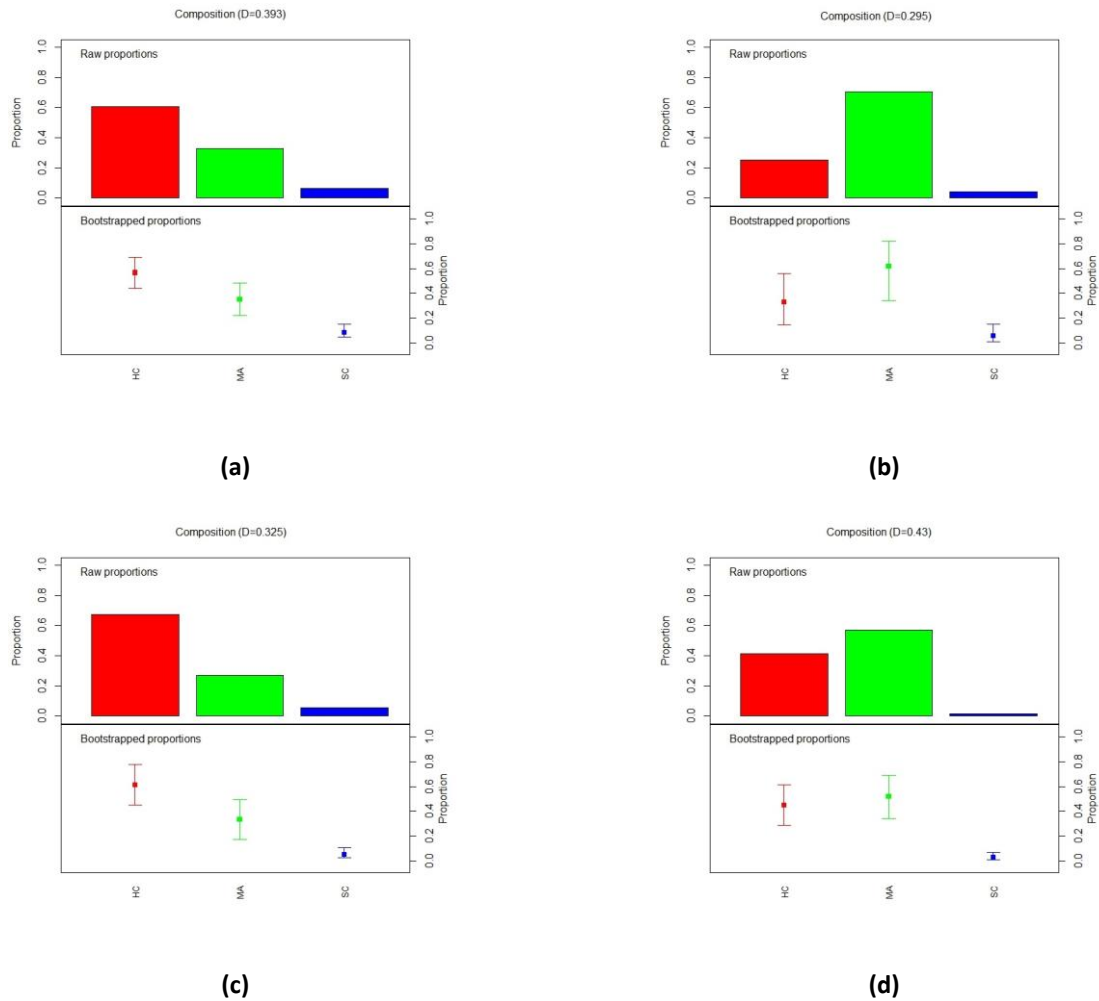 Composition (D=0.393)
Raw proportions
Proportion
0.0 0.2 0.4 0.6 0.8 1.0
Bootstrapped proportions
Proportion
0.0 0.2 0.4 0.6 0.8 1.0
HC MA SC
(a)
Composition (D=0.295)
Raw proportions
Proportion
0.0 0.2 0.4 0.6 0.8 1.0
Bootstrapped proportions
Proportion
0.0 0.2 0.4 0.6 0.8 1.0
HC MA SC
(b)
Composition (D=0.325)
Raw proportions
Proportion
0.0 0.2 0.4 0.6 0.8 1.0
Bootstrapped proportions
Proportion
0.0 0.2 0.4 0.6 0.8 1.0
HC MA SC
(c)
Composition (D=0.43)
Raw proportions
Proportion
0.0 0.2 0.4 0.6 0.8 1.0
Bootstrapped proportions
Proportion
0.0 0.2 0.4 0.6 0.8 1.0
HC MA SC
(d)